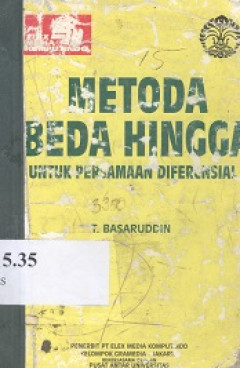 15
METODA
BEDA HINGGA
UNTUK PERSAMAAN DIFERENSIAL
T. BASARUDDIN
5.35
S
PENERBIT PT ELEX MEDIA KOMPUTINDO
KELOMPOK GRAMEDIA JAKARTA
PUSAT ANTAR UNIVERSITAS